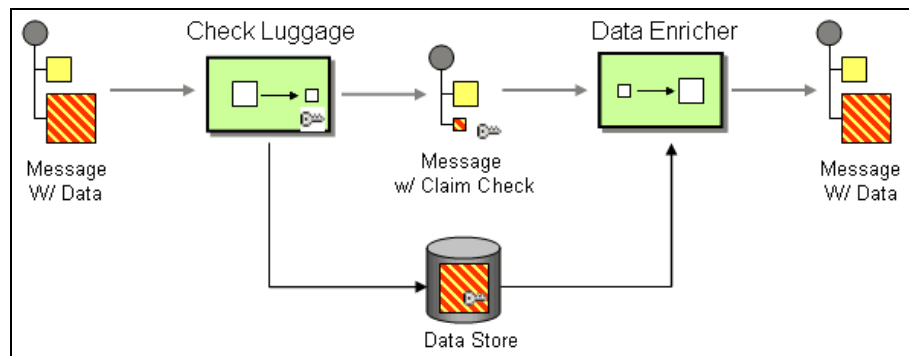 Check Luggage
Data Enricher
Message
W/ Data
Message
w/ Claim Check
Message
W/ Data
Data Store